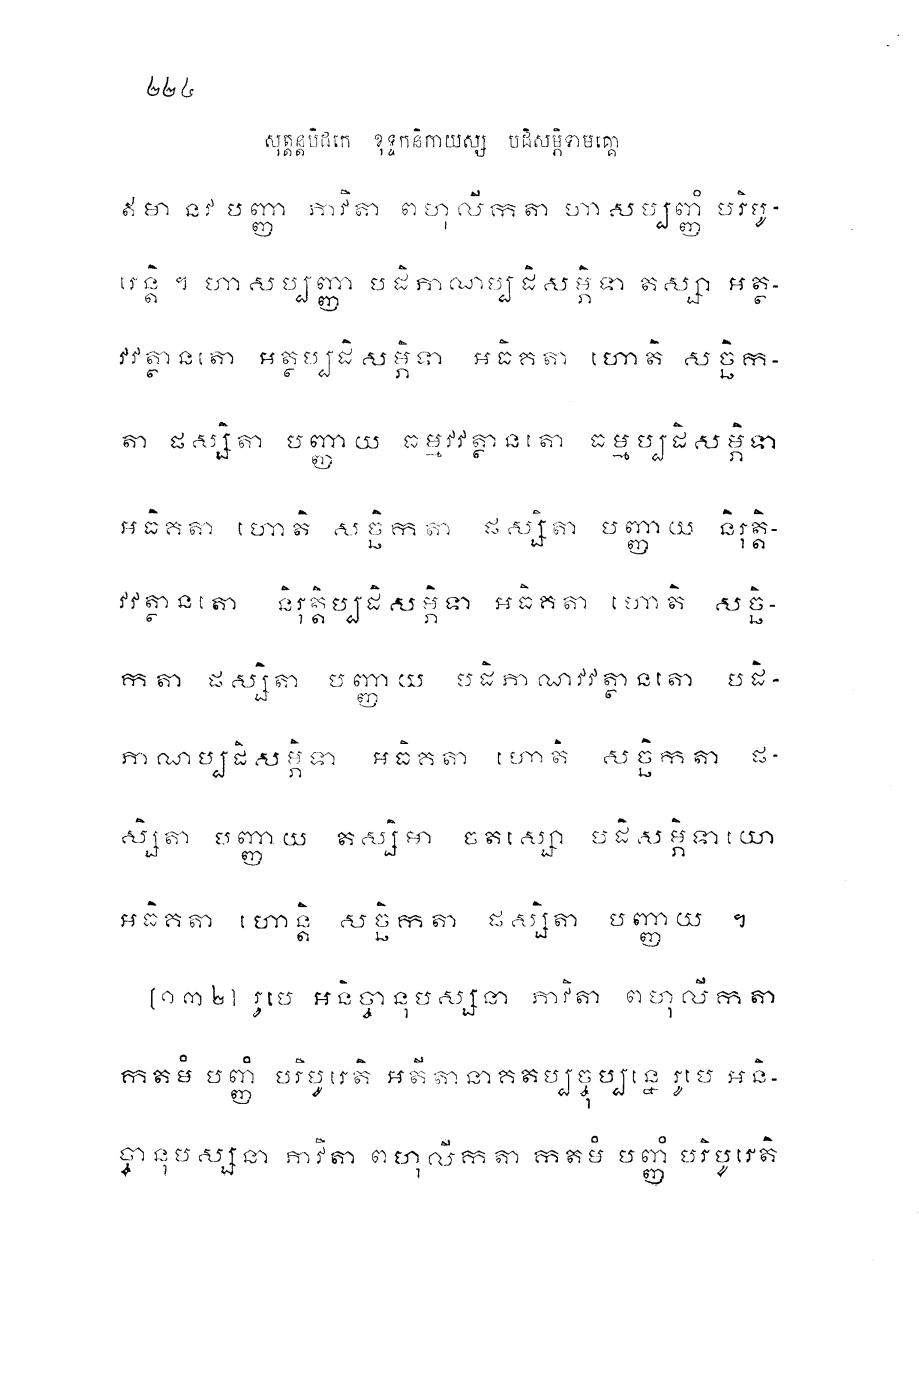 ២២៤
សុត្តន្តបិដកេ ខុទ្ទកនិកាយស្ស បដិសម្ភិទាមគ្គោ
ឥមា នវ បញ្ញា ភាវិតា ពហុលីកតា ហាសប្បញ្ញំ បរិបូ-
រេន្តិ ។ ហាសប្បញ្ញា បដិភាណប្បដិសម្ភិទា តស្សា អត្ថ-
វវត្ថានតោ អត្ថប្បដិសម្ភិទា អធិគតា ហោតិ សច្ឆិក-
តា ផស្សិតា បញ្ញាយ ធម្មវវត្ថានតោ ធម្មប្បដិសម្ភិទា
អធិគតា ហោតិ សច្ឆិកតា ផស្សិតា បញ្ញាយ និរុត្តិ-
វវត្ថានតោ និរុត្តិប្បដិសម្ភិទា អធិគតា ហោតិ សច្ឆិ-
កតា ផស្សិតា បញ្ញាយ បដិភាណវវត្ថានតោ បដិ-
ភាណប្បដិសម្ភិទា អធិគតា ហោតិ សច្ឆិកតា ផ-
ស្សិតា បញ្ញាយ តស្សិមា ចតស្សោ បដិសម្ភិទាយោ
អធិគតា ហោន្តិ សច្ឆិកតា ផស្សិតា បញ្ញាយ ។
[១៣២] រូបេ អនិច្ចានុបស្សនា ភាវិតា ពហុលីកតា
កតមំ បញ្ញំ បរិបូរេតិ អតីតានាគតប្បច្ចុប្បន្នេ រូបេ អនិ-
ច្ចានុបស្សនា ភាវិតា ពហុលីកតា កតមំ បញ្ញំ បរិបូរេតិ